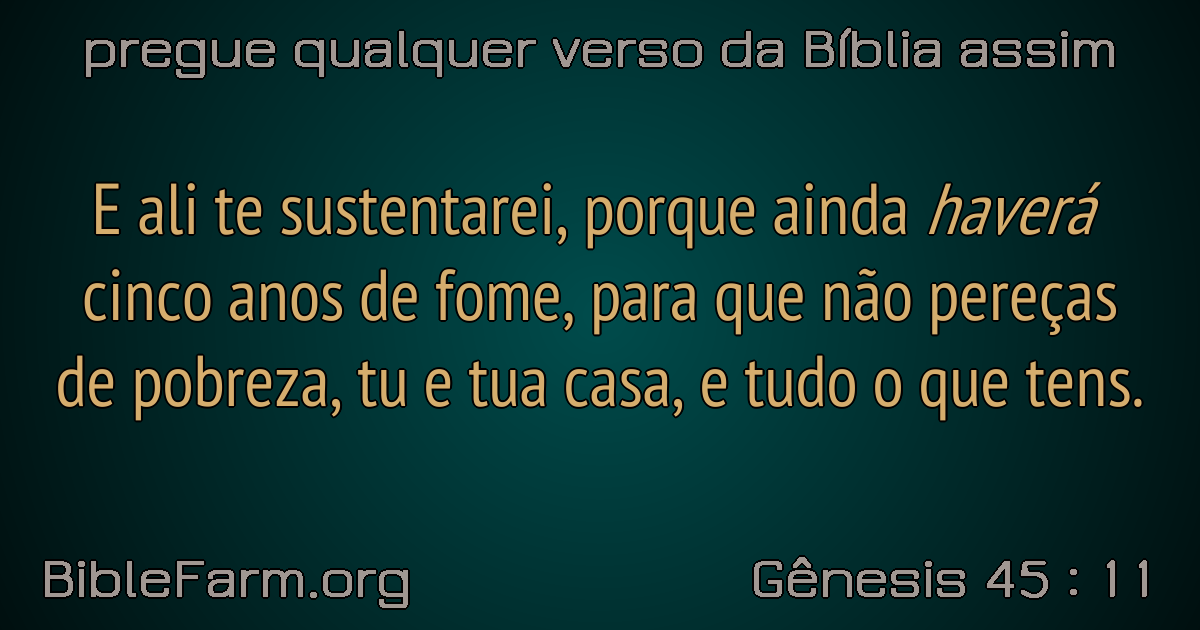 pregue qualquer verso da Bíblia assim
E ali te sustentarei, porque ainda haverá
cinco anos de fome, para que não pereças
de pobreza, tu e tua casa, e tudo o que tens.
BibleFarm.org
Gênesis 45 : 11